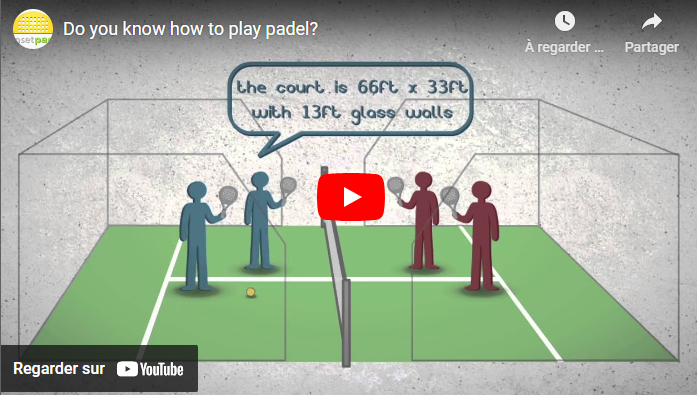 Do you know how to play padel?
À regarder ...
Partager
the court is 66ft x 33ft
with 13ft glass walls
Regarder sur YouTube